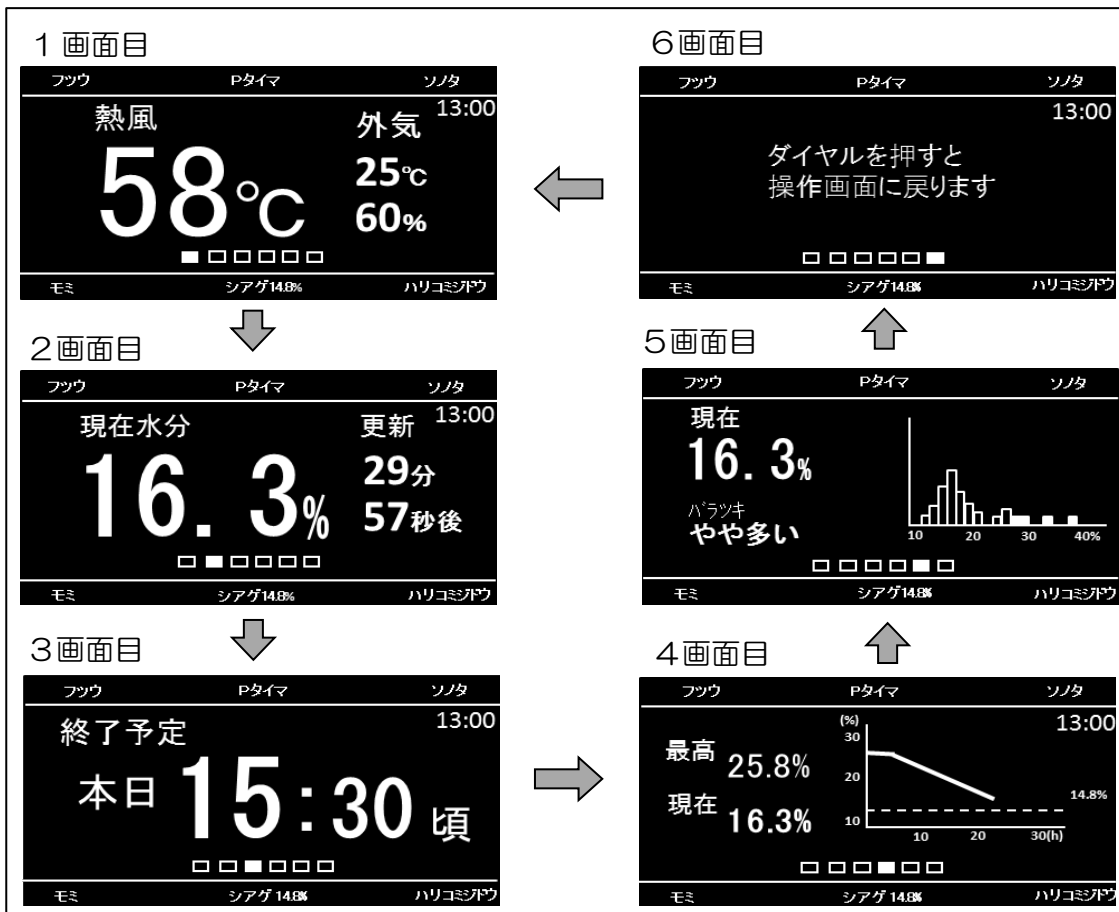 1画面目
フツウ Pタイマ ソノタ
13:00
熱風
58℃
外気
25℃
60%
モミ シアゲ14.8% ハリコミジドウ
2画面目
フツウ Pタイマ ソノタ
13:00
現在水分
16.3%
更新
29分
57秒後
モミ シアゲ14.8% ハリコミジドウ
3画面目
フツウ Pタイマ ソノタ
13:00
終了予定
本日 15:30 頃
モミ シアゲ14.8% ハリコミジドウ
4画面目
フツウ Pタイマ ソノタ
13:00
最高 25.8%
現在 16.3%
(%)
30
20
10
10 20 30(h)
14.8%
モミ シアゲ14.8% ハリコミジドウ
5画面目
フツウ Pタイマ ソノタ
現在
16.3%
バラツキ
やや多い
10 20 30 40%
モミ シアゲ14.8% ハリコミジドウ
6画面目
フツウ Pタイマ ソノタ
13:00
ダイヤルを押すと
操作画面に戻ります
モミ シアゲ14.8% ハリコミジドウ